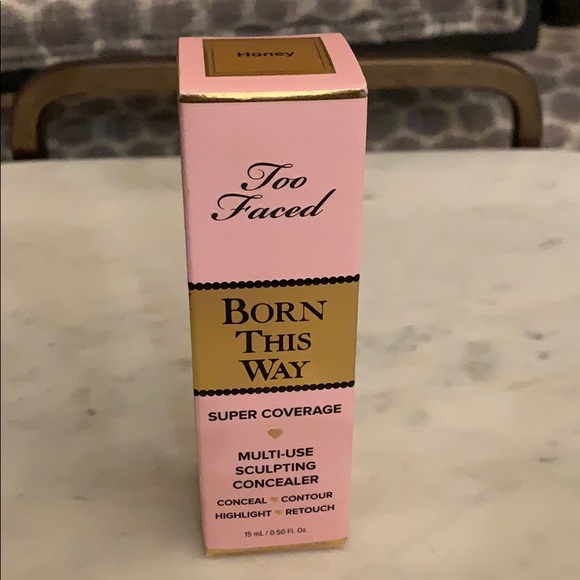 Honey
Too
Faced
BORN
THIS
WAY
SUPER COVERAGE
MULTI-USE
SCULPTING
CONCEALER
CONCEAL CONTOUR
HIGHLIGHT RETOUCH
15 mL / 0.50 Fl. Oz.